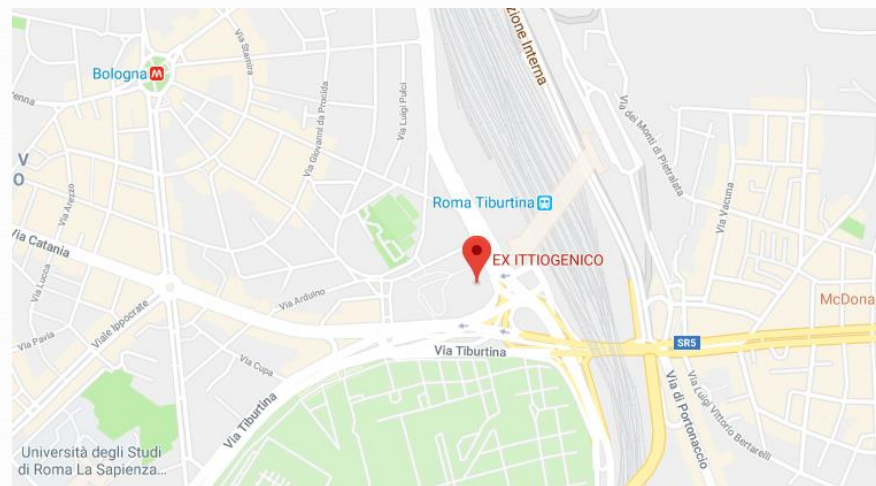 Via Stamira
Bologna M
Via Giovanni da Procida
Via Luigi Pulci
zione Interna
Via dei Monti di Pietralata
enna
V
O
Via Arezzo
Roma Tiburtina
Via Vacuna
Via Catania
EX ITTIOGENICO
Via Lucca
Via Arduino
McDona
Viale Ippocrate
Via Pavia
SR5
Via Tiburtina
Via Cupa
Via Tiburtina
Via di Portonaccio
Via Luigi Vittorio Bertarelli
Università degli Studi
di Roma La Sapienza...